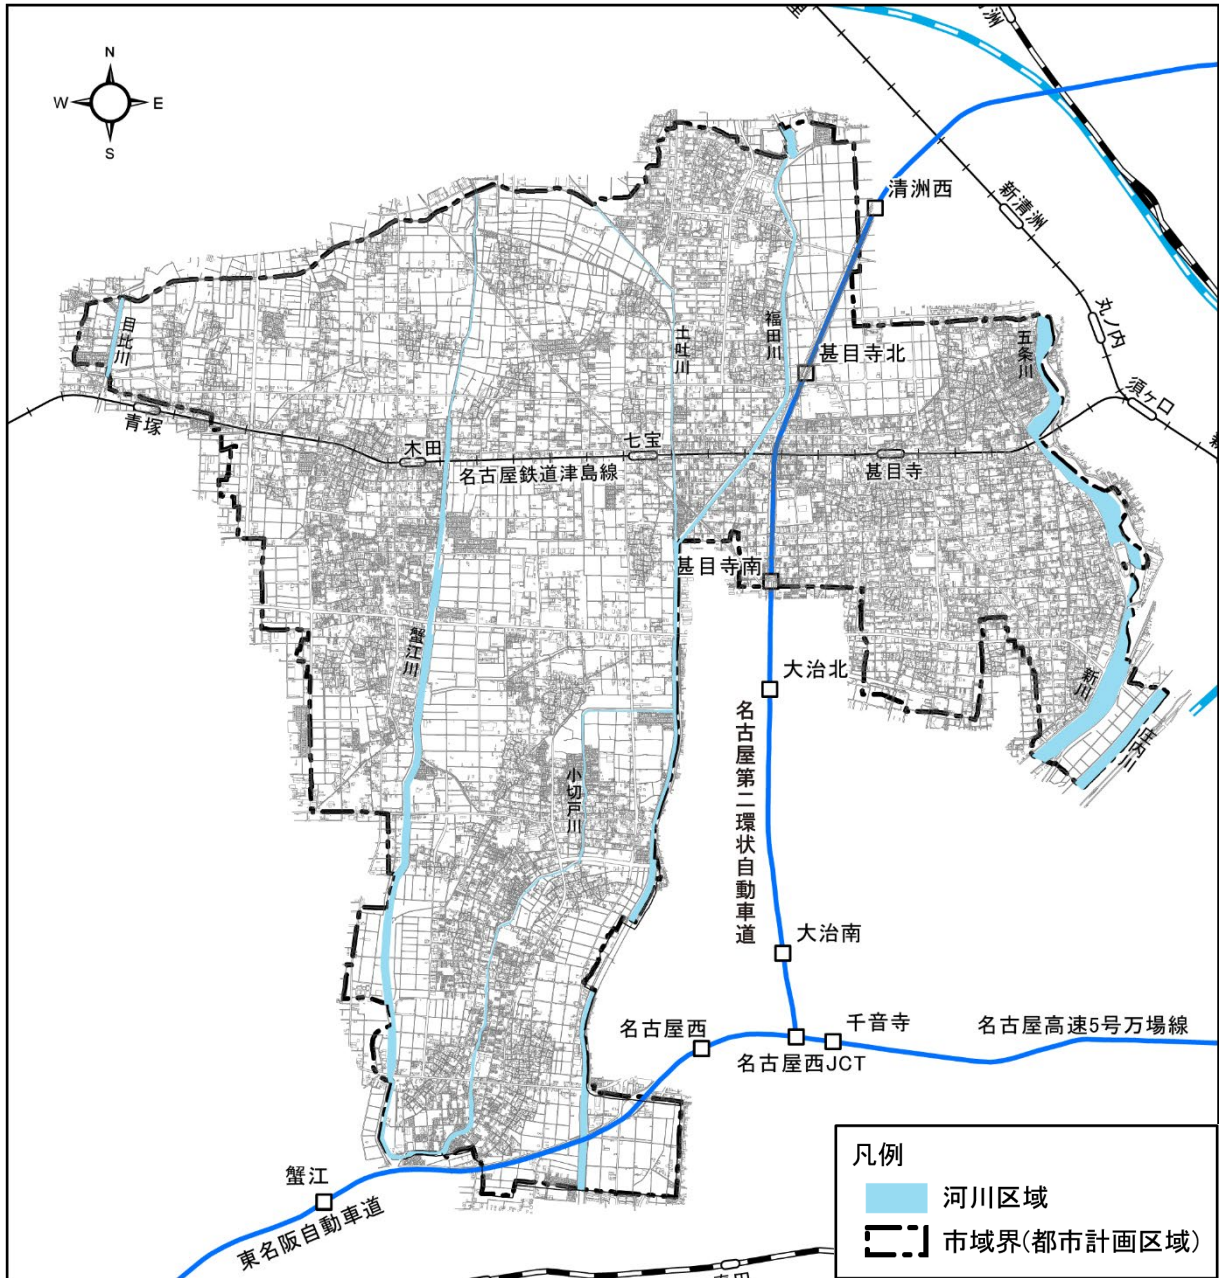 N
W
E
S
清洲西
新清洲
丸ノ内
須ヶ口
目比川
土吐川
福田川
甚目寺北
五条川
青塚
木田
七宝
甚目寺
名古屋鉄道津島線
甚目寺南
蟹江川
大治北
新川
庄内川
小切戸川
名古屋第二環状自動車道
大治南
千音寺
名古屋西
名古屋西JCT
名古屋高速5号万場線
蟹江
東名阪自動車道
凡例
河川区域
市域界(都市計画区域)